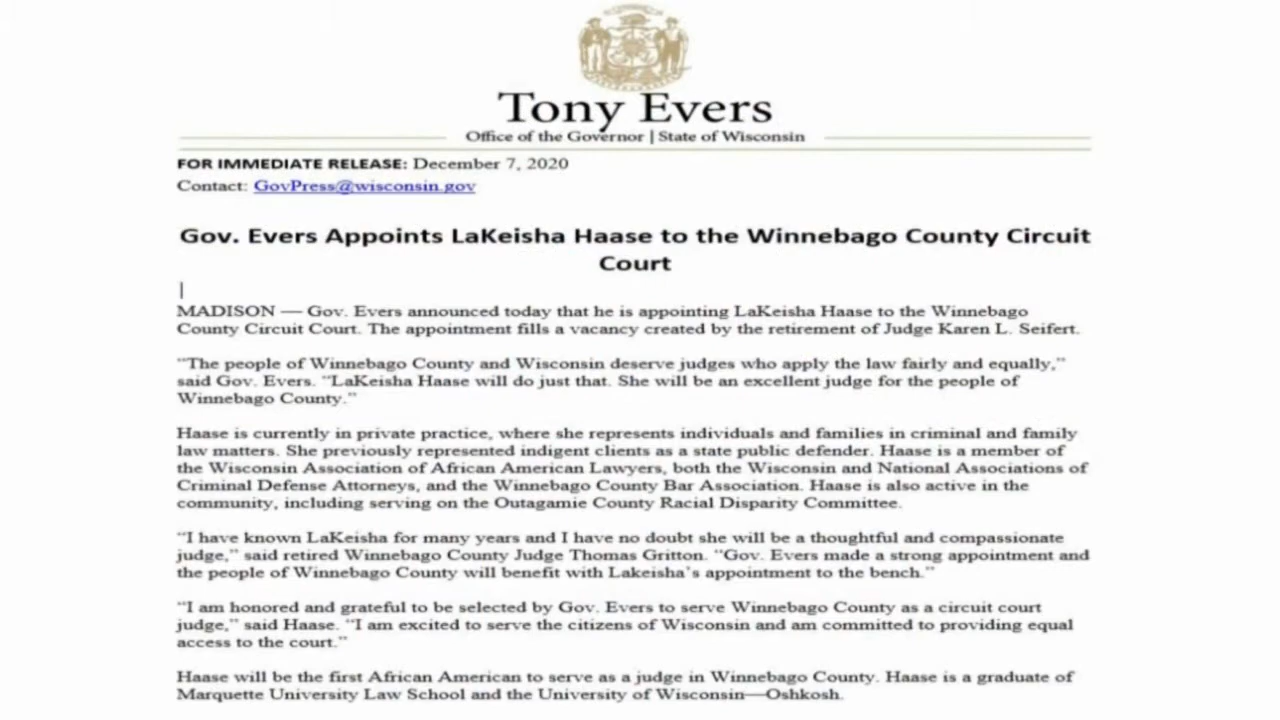 Tony Evers
Office of the Governor | State of Wisconsin
FOR IMMEDIATE RELEASE: December 7, 2020
Contact: GovPress@wisconsin.gov
Gov. Evers Appoints LaKeisha Haase to the Winnebago County Circuit
Court
MADISON — Gov. Evers announced today that he is appointing LaKeisha Haase to the Winnebago
County Circuit Court. The appointment fills a vacancy created by the retirement of Judge Karen L. Seifert.
“The people of Winnebago County and Wisconsin deserve judges who apply the law fairly and equally,”
said Gov. Evers. “LaKeisha Haase will do just that. She will be an excellent judge for the people of
Winnebago County.”
Haase is currently in private practice, where she represents individuals and families in criminal and family
law matters. She previously represented indigent clients as a state public defender. Haase is a member of
the Wisconsin Association of African American Lawyers, both the Wisconsin and National Associations of
Criminal Defense Attorneys, and the Winnebago County Bar Association. Haase is also active in the
community, including serving on the Outagamie County Racial Disparity Committee.
“I have known LaKeisha for many years and I have no doubt she will be a thoughtful and compassionate
judge,” said retired Winnebago County Judge Thomas Gritton. “Gov. Evers made a strong appointment and
the people of Winnebago County will benefit with Lakeisha’s appointment to the bench.”
“I am honored and grateful to be selected by Gov. Evers to serve Winnebago County as a circuit court
judge,” said Haase. “I am excited to serve the citizens of Wisconsin and am committed to providing equal
access to the court.”
Haase will be the first African American to serve as a judge in Winnebago County. Haase is a graduate of
Marquette University Law School and the University of Wisconsin—Oshkosh.